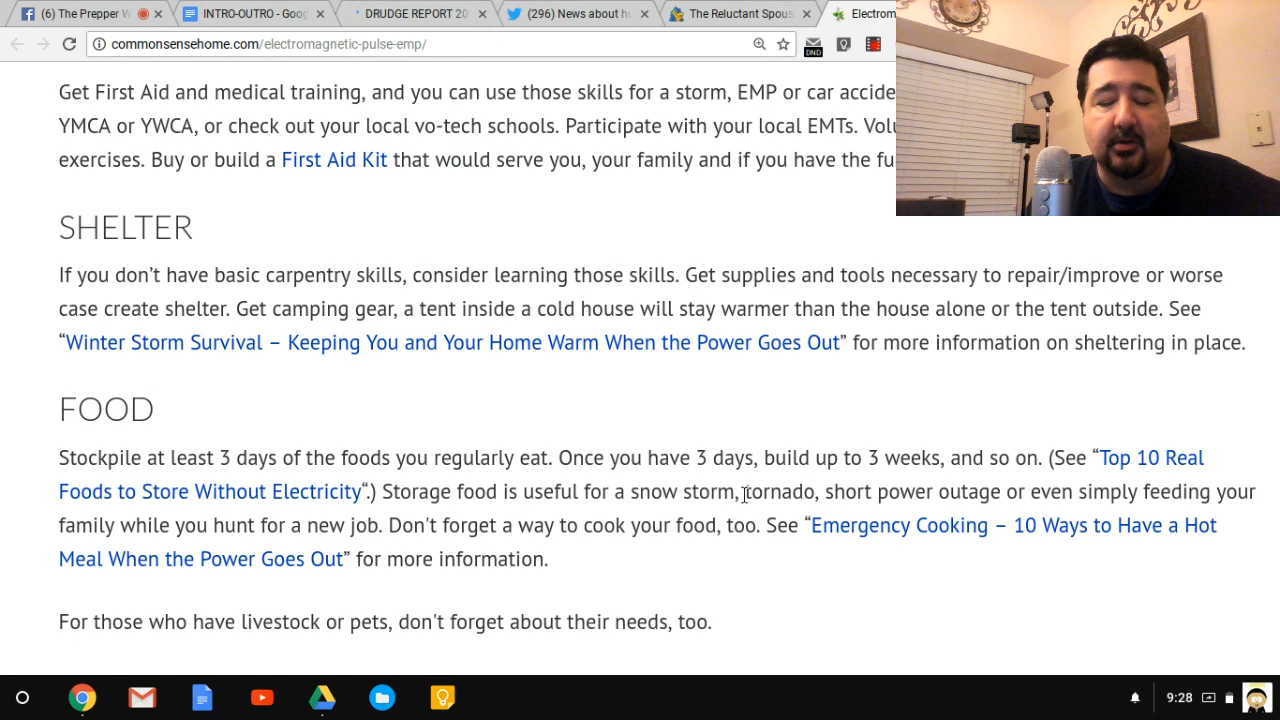 (6) The Prepper W
INTRO-OUTRO - Goog
DRUDGE REPORT 20
(296) News about hu
The Reluctant Spous
Electrom
commonsensehome.com/electromagnetic-pulse-emp/
DND
Get First Aid and medical training, and you can use those skills for a storm, EMP or car accide
YMCA or YWCA, or check out your local vo-tech schools. Participate with your local EMTs. Volu
exercises. Buy or build a First Aid Kit that would serve you, your family and if you have the fu
SHELTER
If you don’t have basic carpentry skills, consider learning those skills. Get supplies and tools necessary to repair/improve or worse
case create shelter. Get camping gear, a tent inside a cold house will stay warmer than the house alone or the tent outside. See
“Winter Storm Survival – Keeping You and Your Home Warm When the Power Goes Out” for more information on sheltering in place.
FOOD
Stockpile at least 3 days of the foods you regularly eat. Once you have 3 days, build up to 3 weeks, and so on. (See “Top 10 Real
Foods to Store Without Electricity“.) Storage food is useful for a snow storm, tornado, short power outage or even simply feeding your
family while you hunt for a new job. Don't forget a way to cook your food, too. See “Emergency Cooking – 10 Ways to Have a Hot
Meal When the Power Goes Out” for more information.
For those who have livestock or pets, don't forget about their needs, too.
9:28